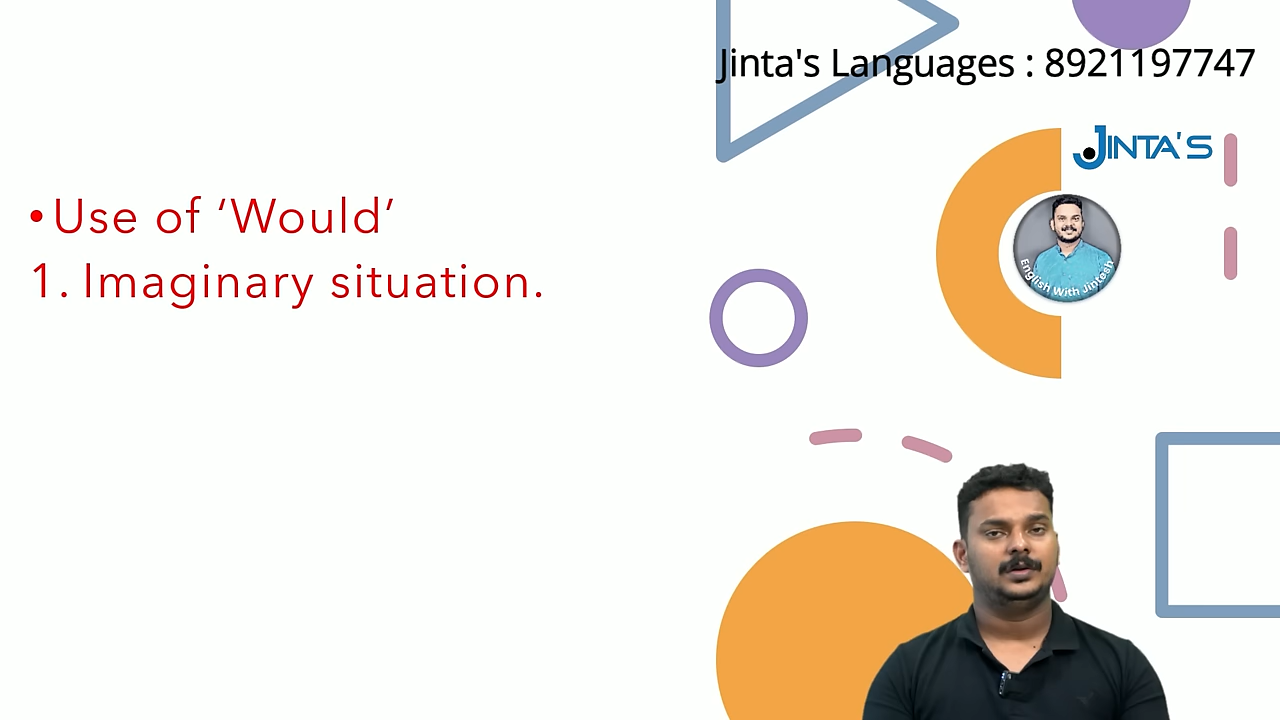 Jinta's Languages : 8921197747
JINTA'S
•Use of ‘Would’
1. Imaginary situation.
English With Jintesh